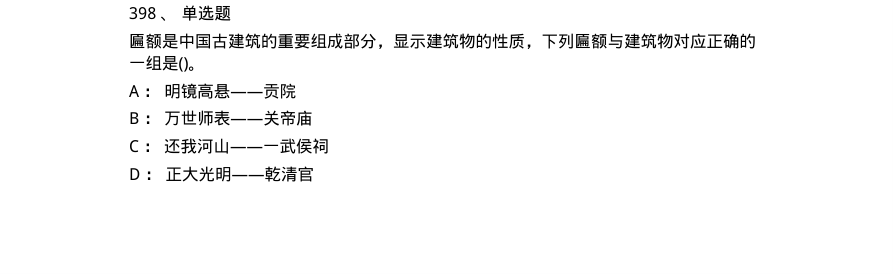 398 、 单选题
匾额是中国古建筑的重要组成部分，显示建筑物的性质，下列匾额与建筑物对应正确的
一组是()。
A ： 明镜高悬——贡院
B ： 万世师表——关帝庙
C ： 还我河山——一武侯祠
D ： 正大光明——乾清官